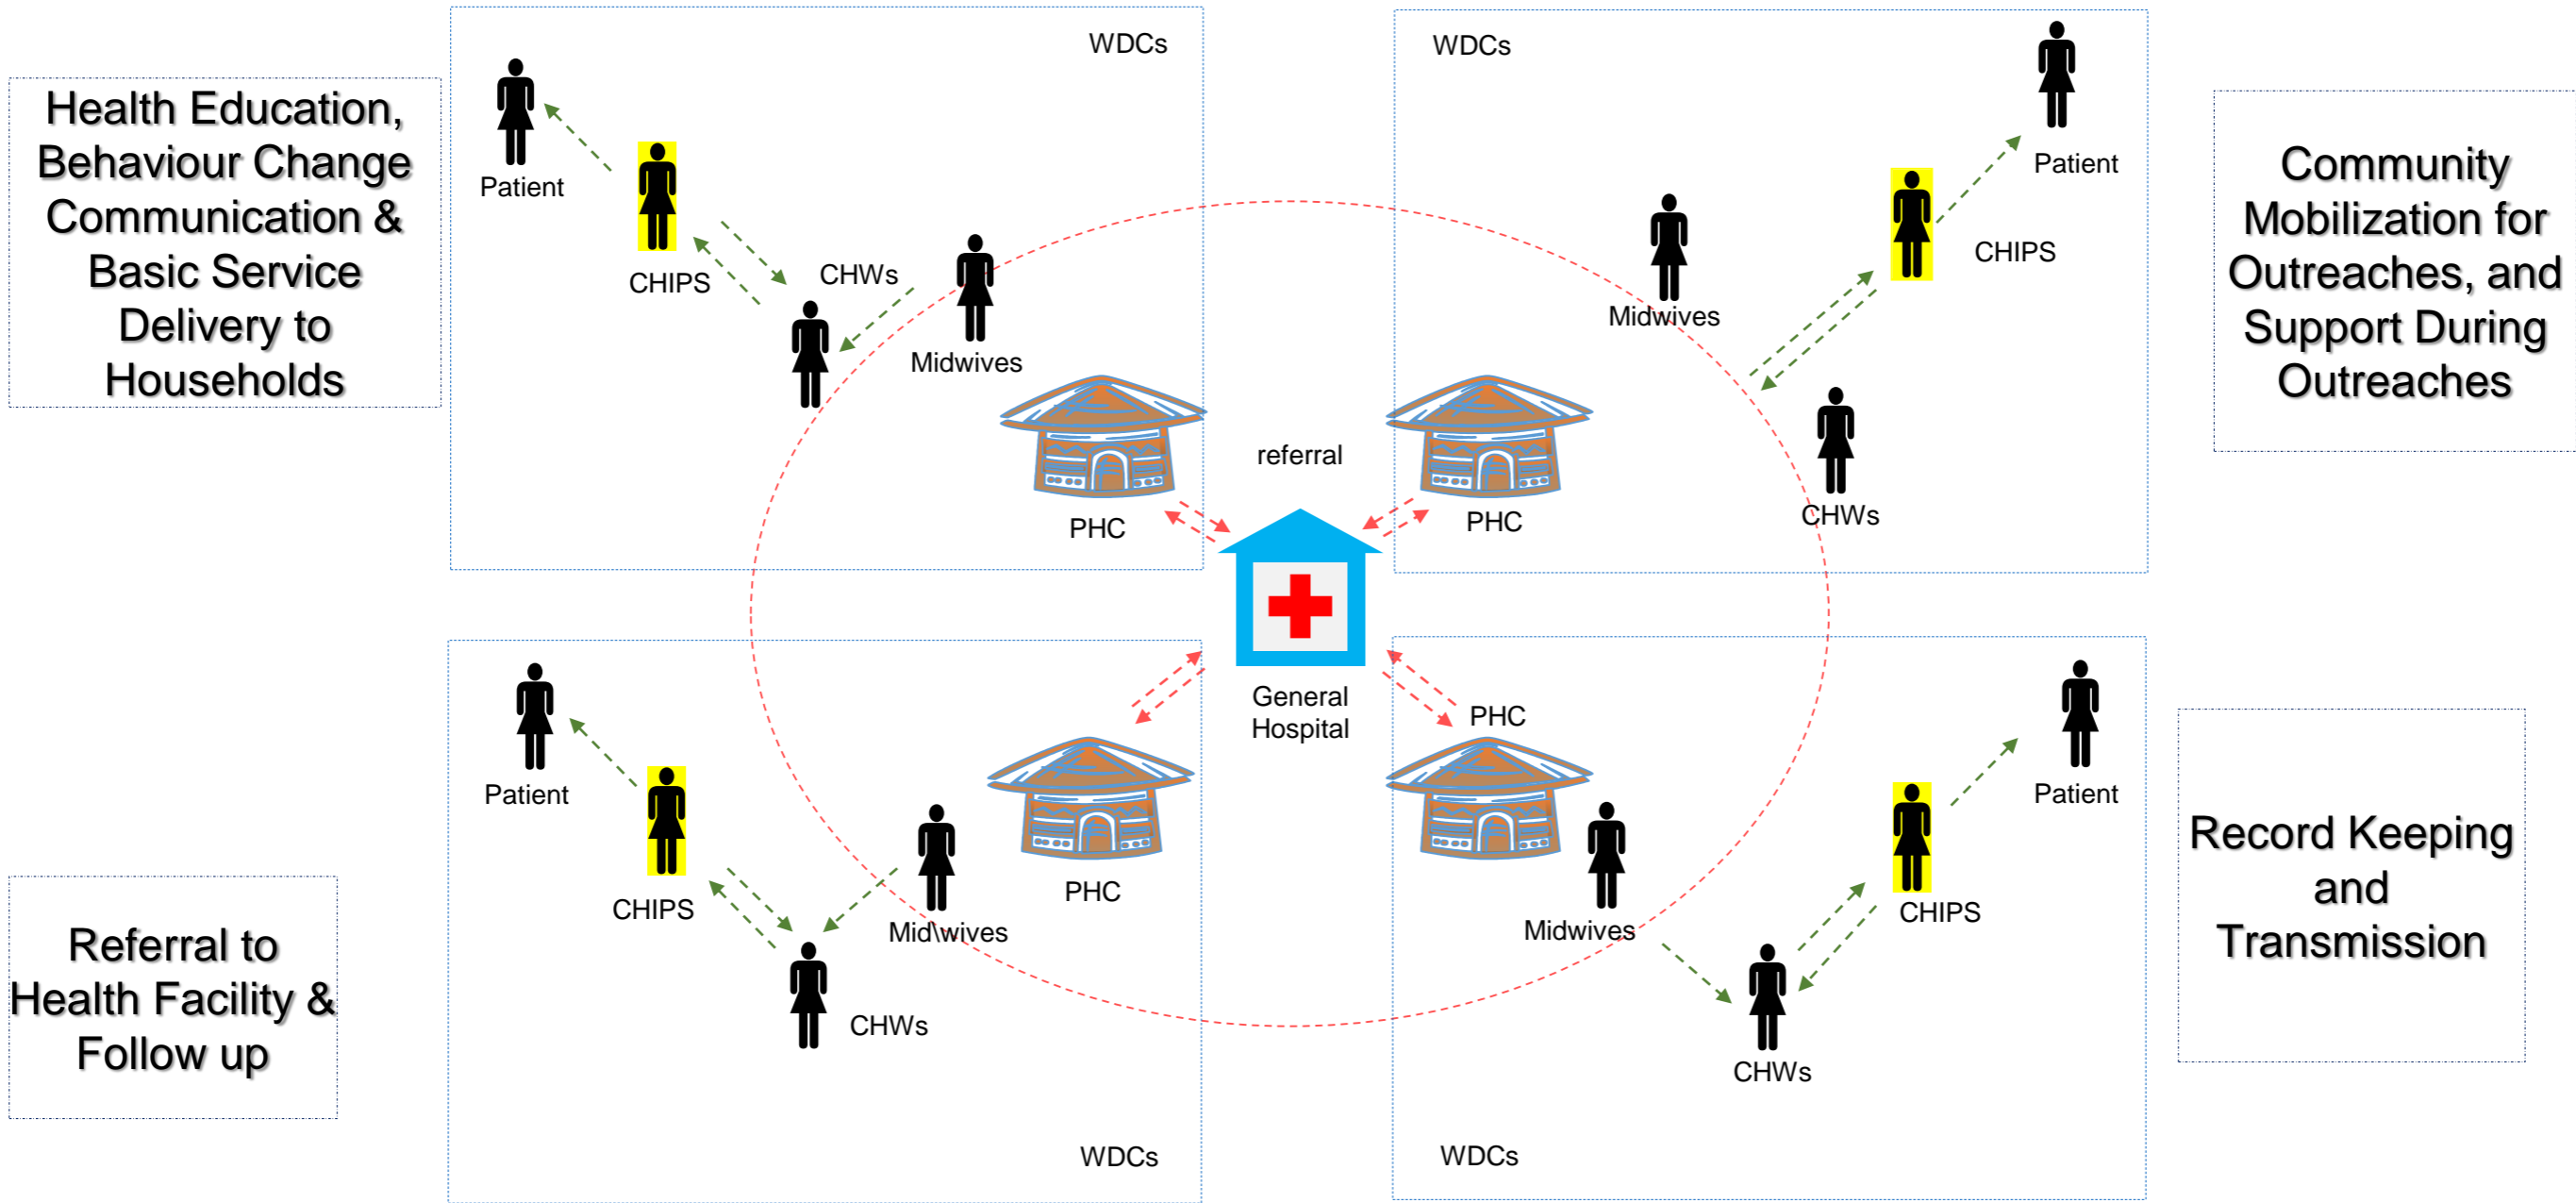 Health Education,
Behaviour Change
Communication &
Basic Service
Delivery to
Households
WDCs
Patient
CHIPS
CHWs
Midwives
PHC
WDCs
Patient
CHIPS
Midwives
CHWs
PHC
Community
Mobilization for
Outreaches, and
Support During
Outreaches
referral
General
Hospital
Referral to
Health Facility &
Follow up
Patient
CHIPS
Mid\wives
CHWs
PHC
WDCs
PHC
Patient
CHIPS
Midwives
CHWs
WDCs
Record Keeping
and
Transmission